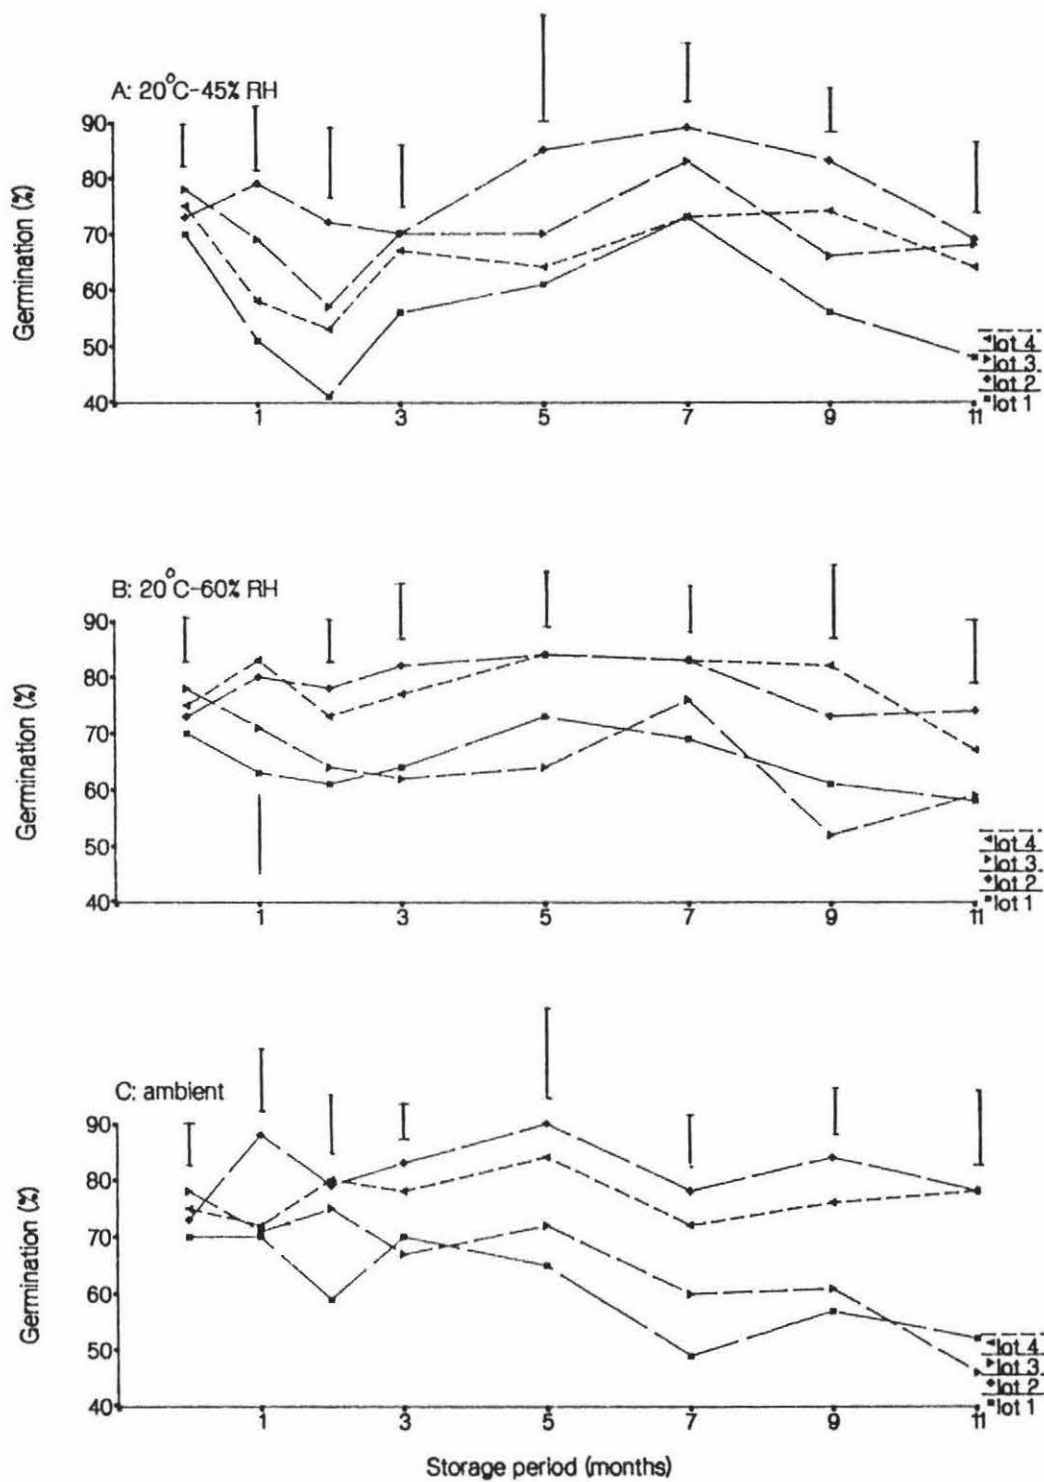 A: 20°C-45% RH
Germination (%)
90
80
70
60
50
40
1
3
5
7
9
11
lot 4
lot 3
lot 2
lot 1
B: 20°C-60% RH
Germination (%)
90
80
70
60
50
40
1
3
5
7
9
11
lot 4
lot 3
lot 2
lot 1
C: ambient
Germination (%)
90
80
70
60
50
40
1
3
5
7
9
11
lot 4
lot 3
lot 2
lot 1
Storage period (months)